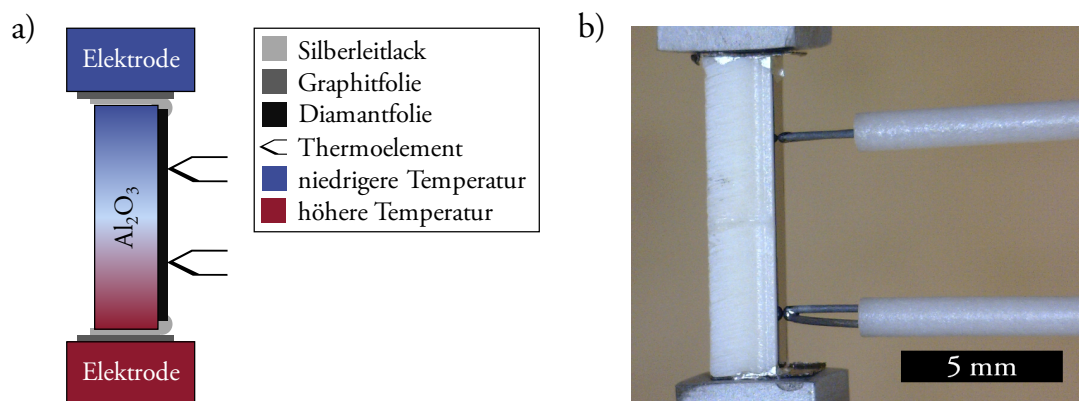 a)
Elektrode
Al₂O₃
Elektrode
Silberleitlack
Graphitfolie
Diamantfolie
Thermoelement
niedrigere Temperatur
höhere Temperatur
b)
5 mm